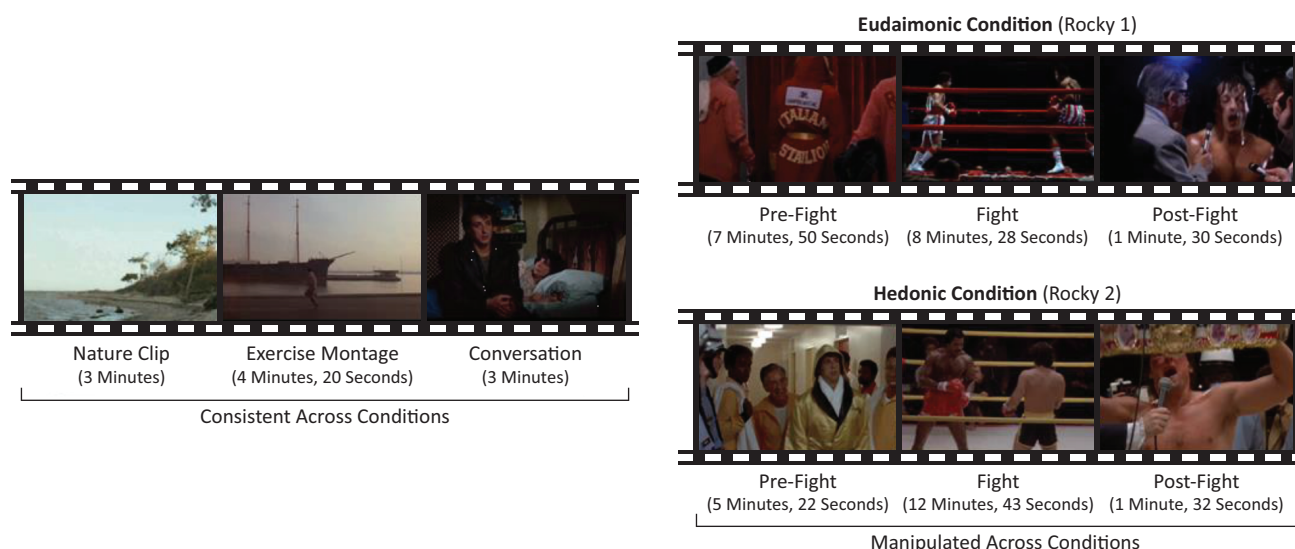 Eudaimonic Condition (Rocky 1)
ITALIAN
STALLION
Pre-Fight
(7 Minutes, 50 Seconds)
Fight
(8 Minutes, 28 Seconds)
Post-Fight
(1 Minute, 30 Seconds)
Nature Clip
(3 Minutes)
Exercise Montage
(4 Minutes, 20 Seconds)
Conversation
(3 Minutes)
Consistent Across Conditions
Hedonic Condition (Rocky 2)
Pre-Fight
(5 Minutes, 22 Seconds)
Fight
(12 Minutes, 43 Seconds)
Post-Fight
(1 Minute, 32 Seconds)
Manipulated Across Conditions